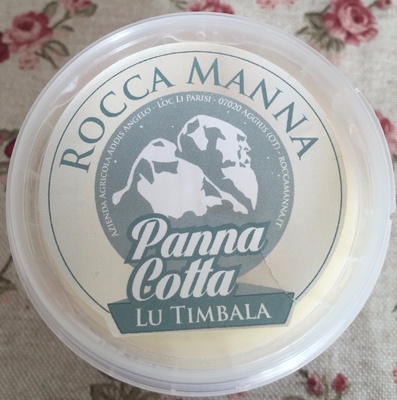 ROCCA MANNA
AZIENDA AGRICOLA ADDIS ANGELO - LOC LI PARISI - 07020 AGGIUS (OT) - ROCCAMANNA.IT
Panna
Cotta
LU TIMBALA